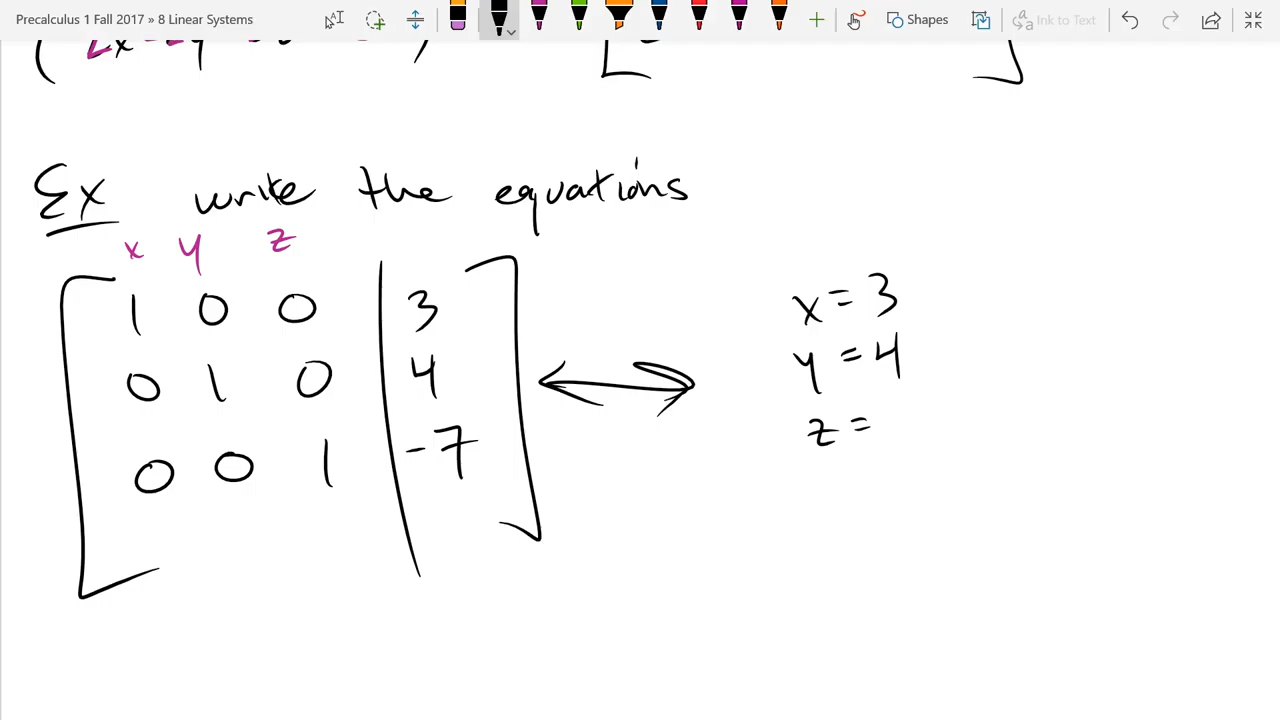 Precalculus 1 Fall 2017 » 8 Linear Systems
Shapes
Ink to Text
Ex write the equations
x y z
1 0 0 3
0 1 0 4
0 0 1 -7
x = 3
y = 4
z =